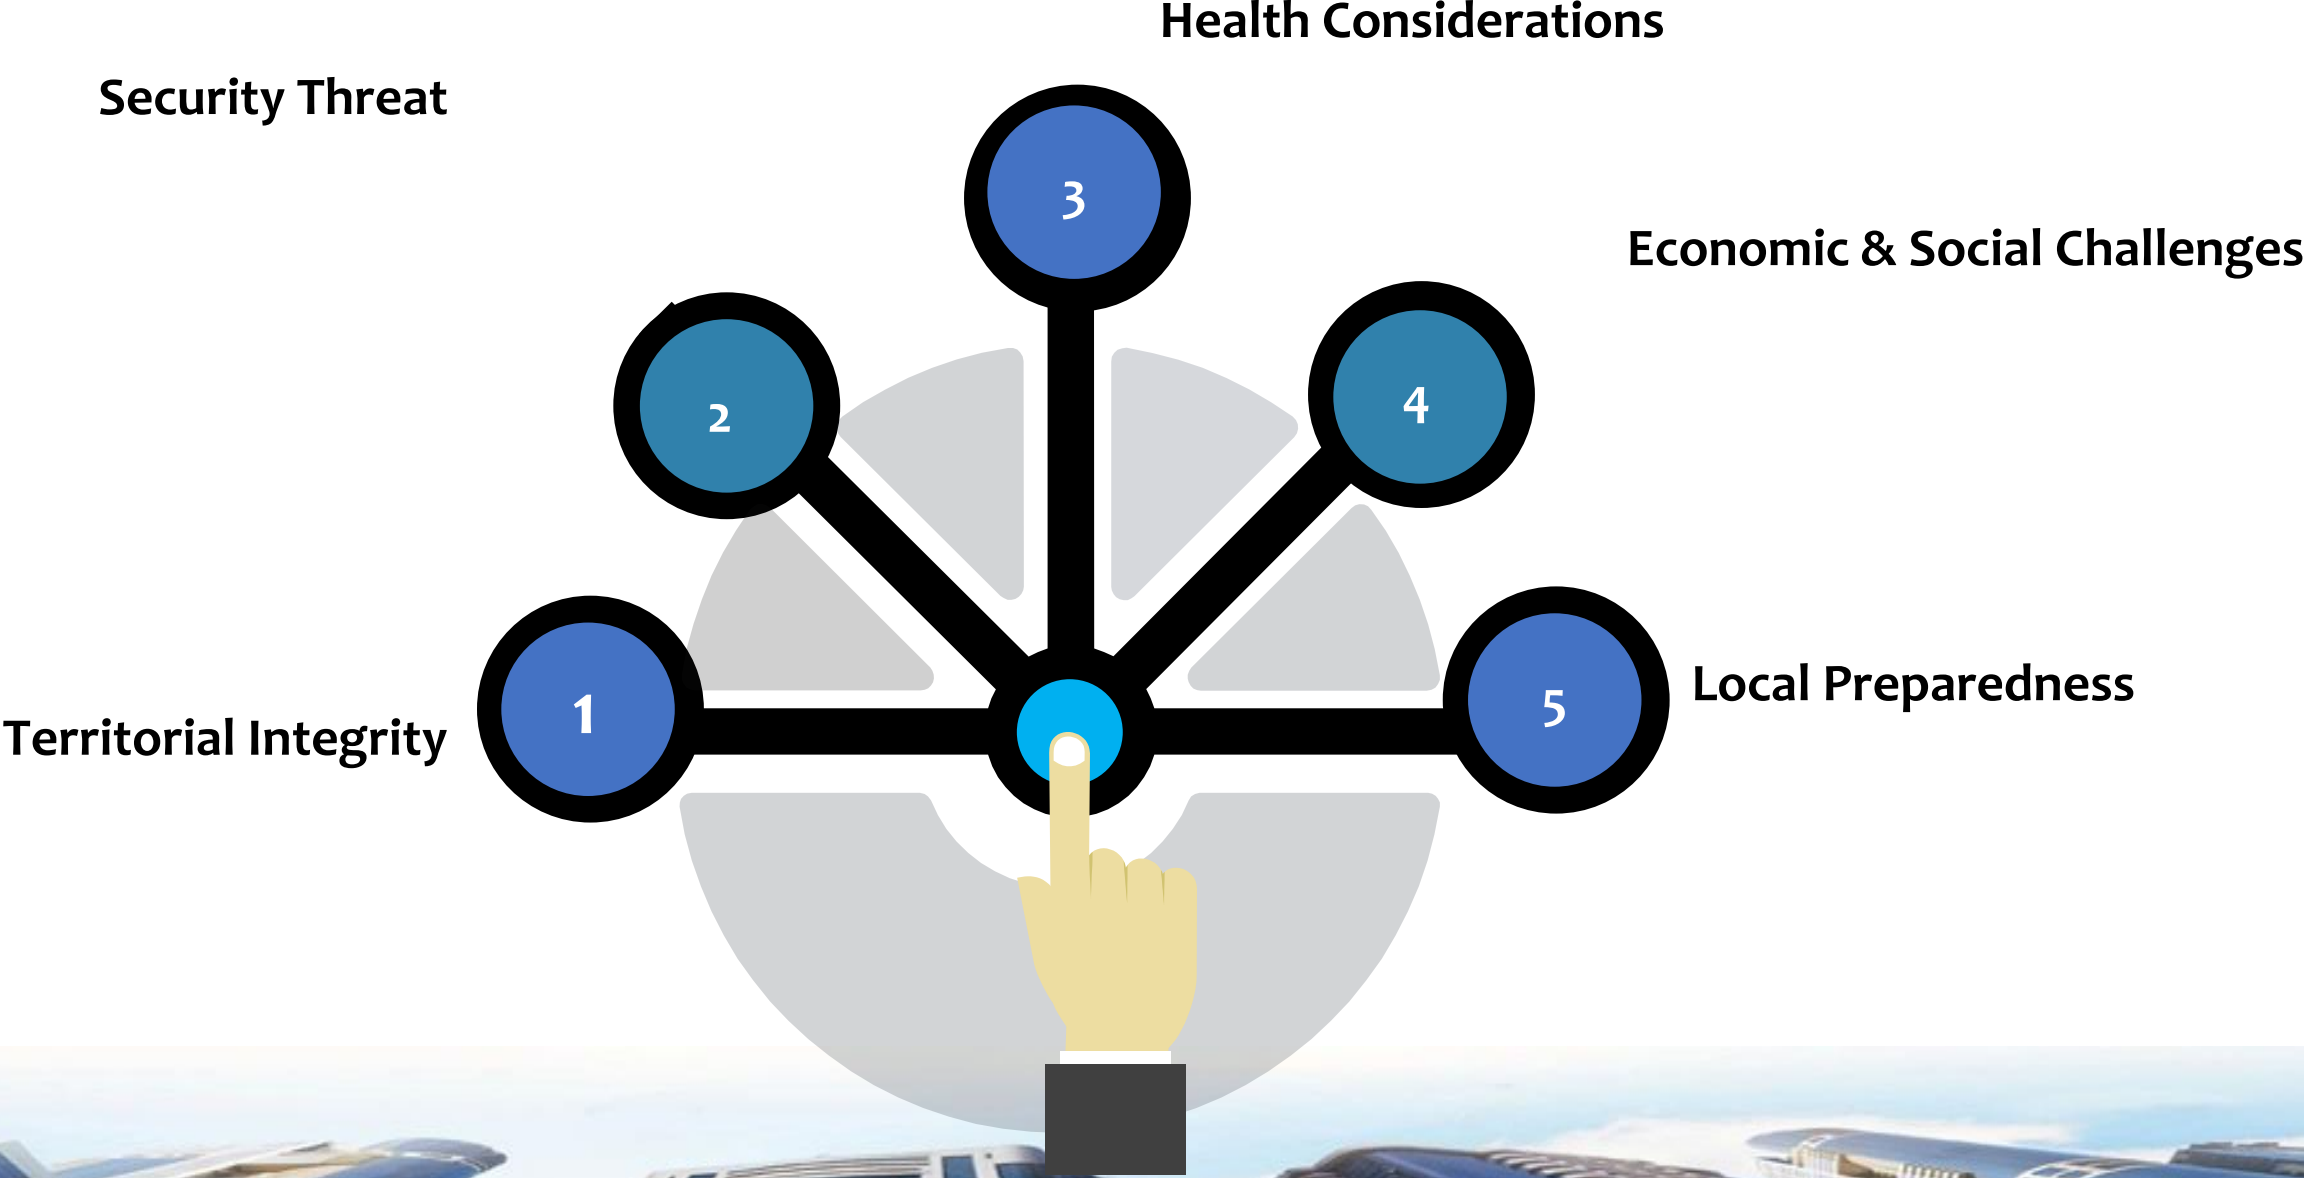 Health Considerations
Security Threat
3
Economic & Social Challenges
2
4
Local Preparedness
1
5
Territorial Integrity